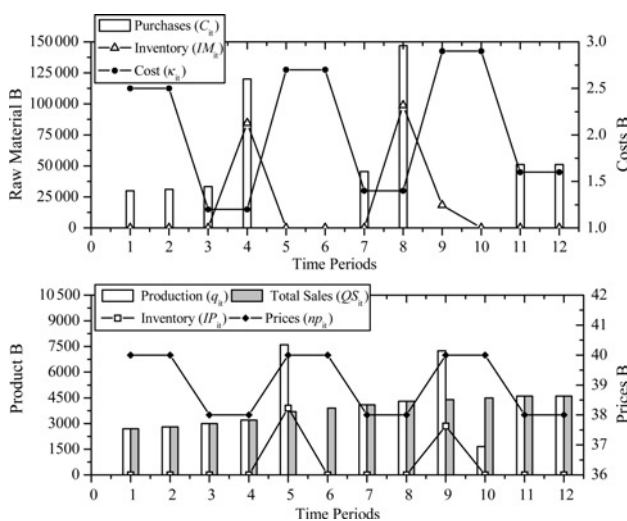 Purchases (C_it)
Inventory (IM_it)
Cost (κ_it)
150 000
125 000
100 000
75 000
50 000
25 000
0
Raw Material B
3.0
2.5
2.0
1.5
1.0
Costs B
0 1 2 3 4 5 6 7 8 9 10 11 12
Time Periods
Production (q_it) Total Sales (QS_it)
Inventory (IP_it) Prices (np_it)
10 500
9000
7500
6000
4500
3000
1500
0
Product B
42
41
40
39
38
37
36
Prices B
0 1 2 3 4 5 6 7 8 9 10 11 12
Time Periods